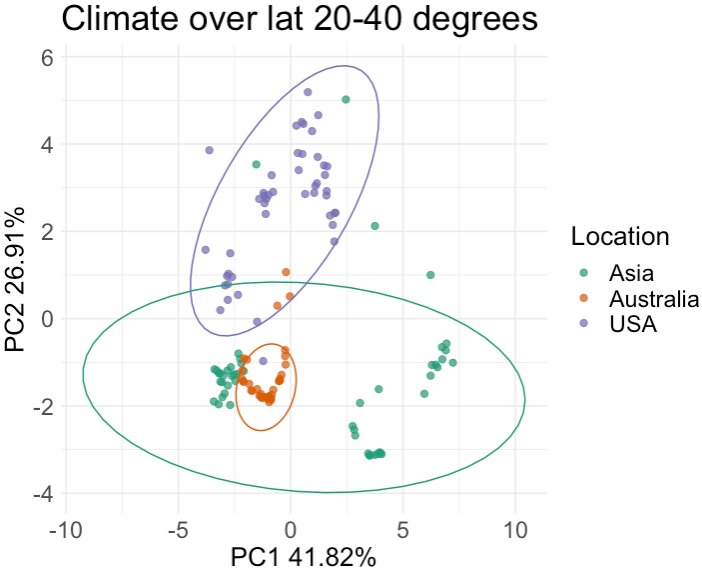 Climate over lat 20-40 degrees
6
4
2
0
-2
-4
PC2 26.91%
-10
-5
0
5
10
PC1 41.82%
Location
Asia
Australia
USA